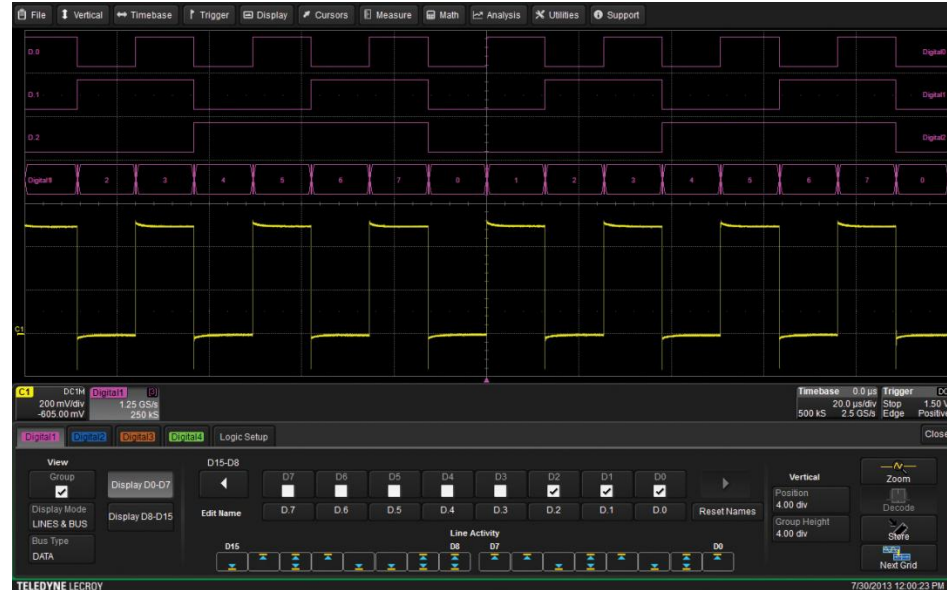 File Vertical Timebase Trigger Display Cursors Measure Math Analysis Utilities Support
D.0 Digital0
D.1 Digital1
D.2 Digital2
Digital1 2 3 4 5 6 7 0 1 2 3 4 5 6 7 0
C1
C1 DC1M Digital1 Timebase 0.0 µs Trigger DC
200 mV/div 1.25 GS/s 20.0 µs/div Stop 1.50 V
-605.00 mV 250 kS 500 kS 2.5 GS/s Edge Positive
Digital1 Digital2 Digital3 Digital4 Logic Setup Close
View D15-D8
Group Display D0-D7 D7 D6 D5 D4 D3 D2 D1 D0 Vertical Zoom
Position
4.00 div
Display Mode
LINES & BUS Display D8-D15 Edit Name D.7 D.6 D.5 D.4 D.3 D.2 D.1 D.0 Reset Names Decode
Group Height
4.00 div
Bus Type
DATA
Line Activity Store
D15 D8 D7 D0
Next Grid
TELEDYNE LECROY 7/30/2013 12:00:23 PM